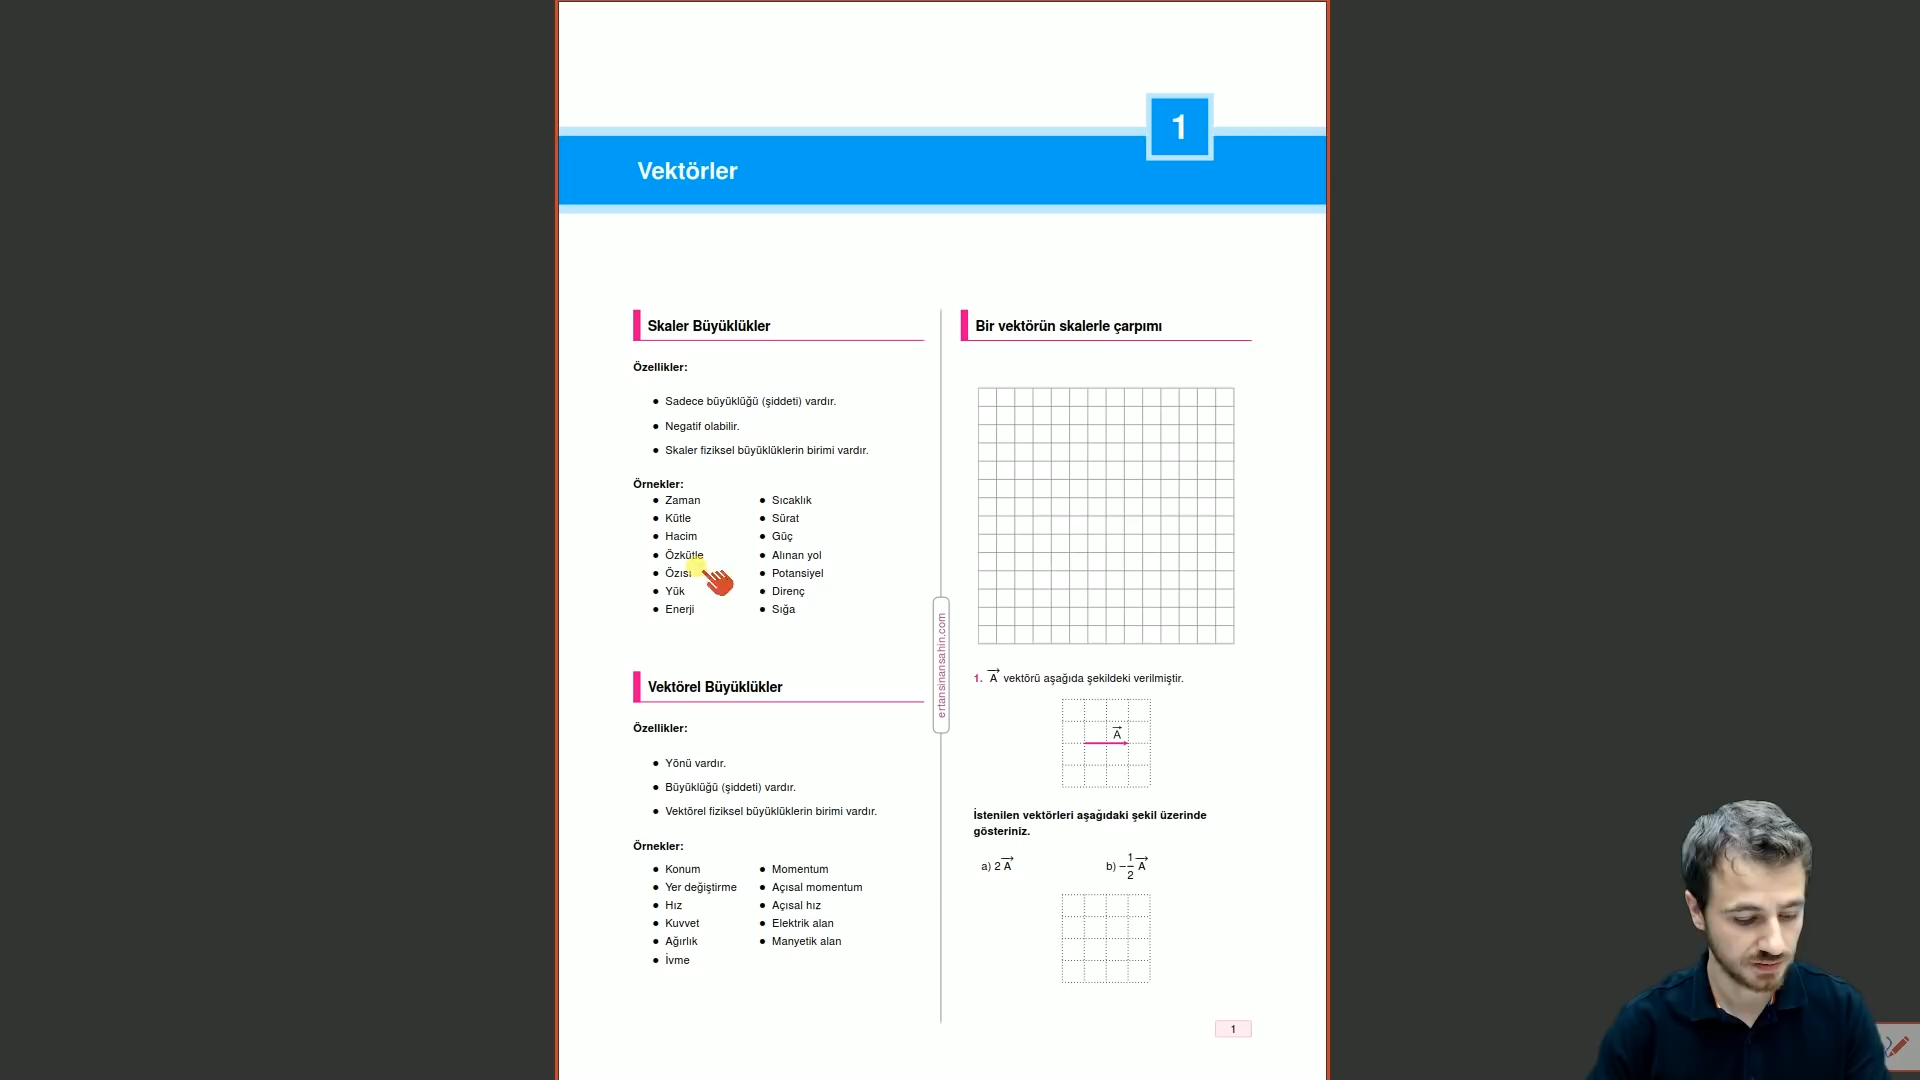 1
Vektörler
Skaler Büyüklükler
Özellikler:
● Sadece büyüklüğü (şiddeti) vardır.
● Negatif olabilir.
● Skaler fiziksel büyüklüklerin birimi vardır.
Örnekler:
● Zaman
● Kütle
● Hacim
● Özkütle
● Özısı
● Yük
● Enerji
● Sıcaklık
● Sürat
● Güç
● Alınan yol
● Potansiyel
● Direnç
● Sığa
Vektörel Büyüklükler
Özellikler:
● Yönü vardır.
● Büyüklüğü (şiddeti) vardır.
● Vektörel fiziksel büyüklüklerin birimi vardır.
Örnekler:
● Konum
● Yer değiştirme
● Hız
● Kuvvet
● Ağırlık
● İvme
● Momentum
● Açısal momentum
● Açısal hız
● Elektrik alan
● Manyetik alan
ertansinansahin.com
Bir vektörün skalerle çarpımı
1. A⃗ vektörü aşağıda şekildeki verilmiştir.
A⃗
İstenilen vektörleri aşağıdaki şekil üzerinde
gösteriniz.
a) 2A⃗ b) −1/2 A⃗
1